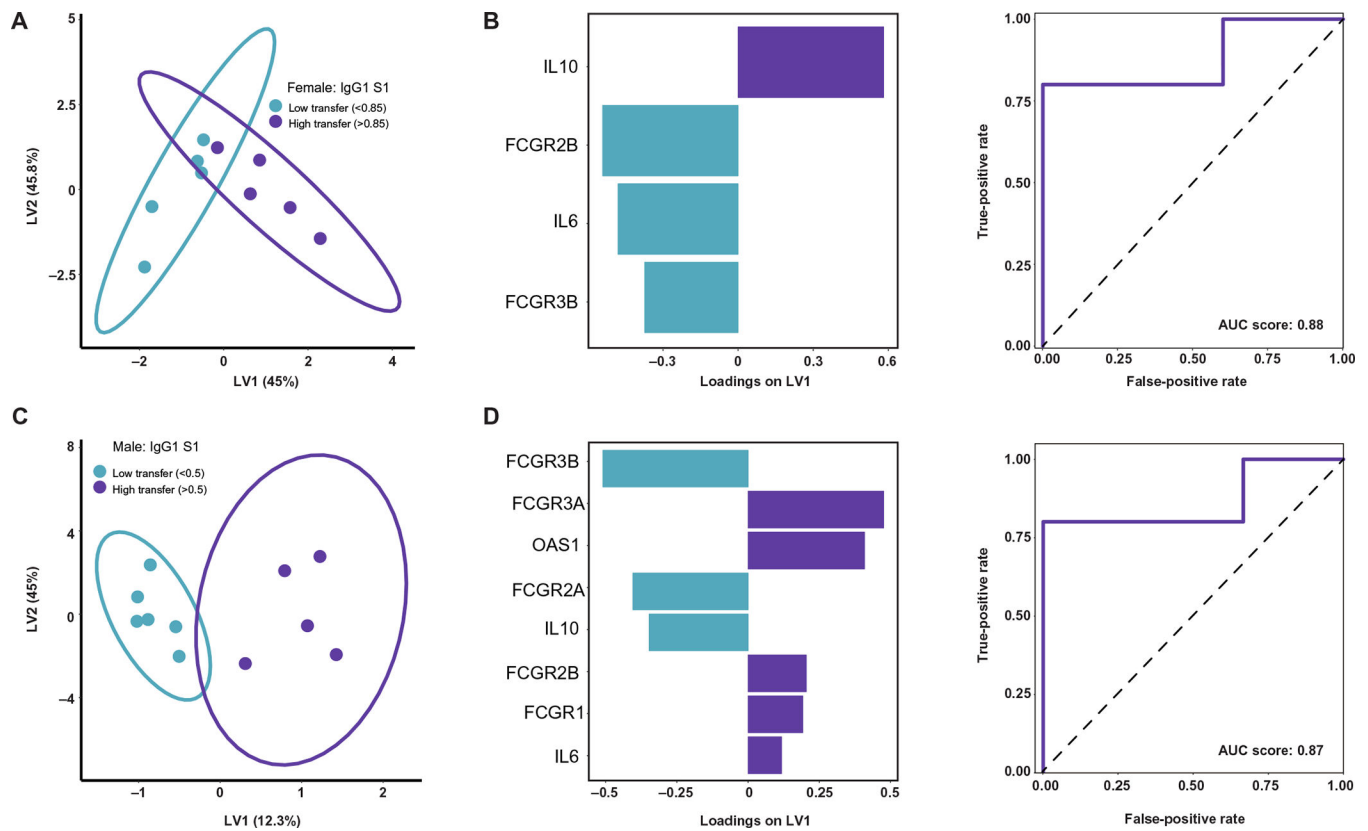 A
5
2.5
0
−2.5
LV2 (45.8%)
Female: IgG1 S1
Low transfer (<0.85)
High transfer (>0.85)
−2
0
2
4
LV1 (45%)
B
IL10
FCGR2B
IL6
FCGR3B
−0.3
0
0.3
0.6
Loadings on LV1
1.00
0.75
0.50
0.25
0.00
True-positive rate
AUC score: 0.88
0.00
0.25
0.50
0.75
1.00
False-positive rate
C
8
4
0
−4
LV2 (45%)
Male: IgG1 S1
Low transfer (<0.5)
High transfer (>0.5)
−1
0
1
2
LV1 (12.3%)
D
FCGR3B
FCGR3A
OAS1
FCGR2A
IL10
FCGR2B
FCGR1
IL6
−0.5
−0.25
0
0.25
0.5
Loadings on LV1
1.00
0.75
0.50
0.25
0.00
True-positive rate
AUC score: 0.87
0.00
0.25
0.50
0.75
1.00
False-positive rate